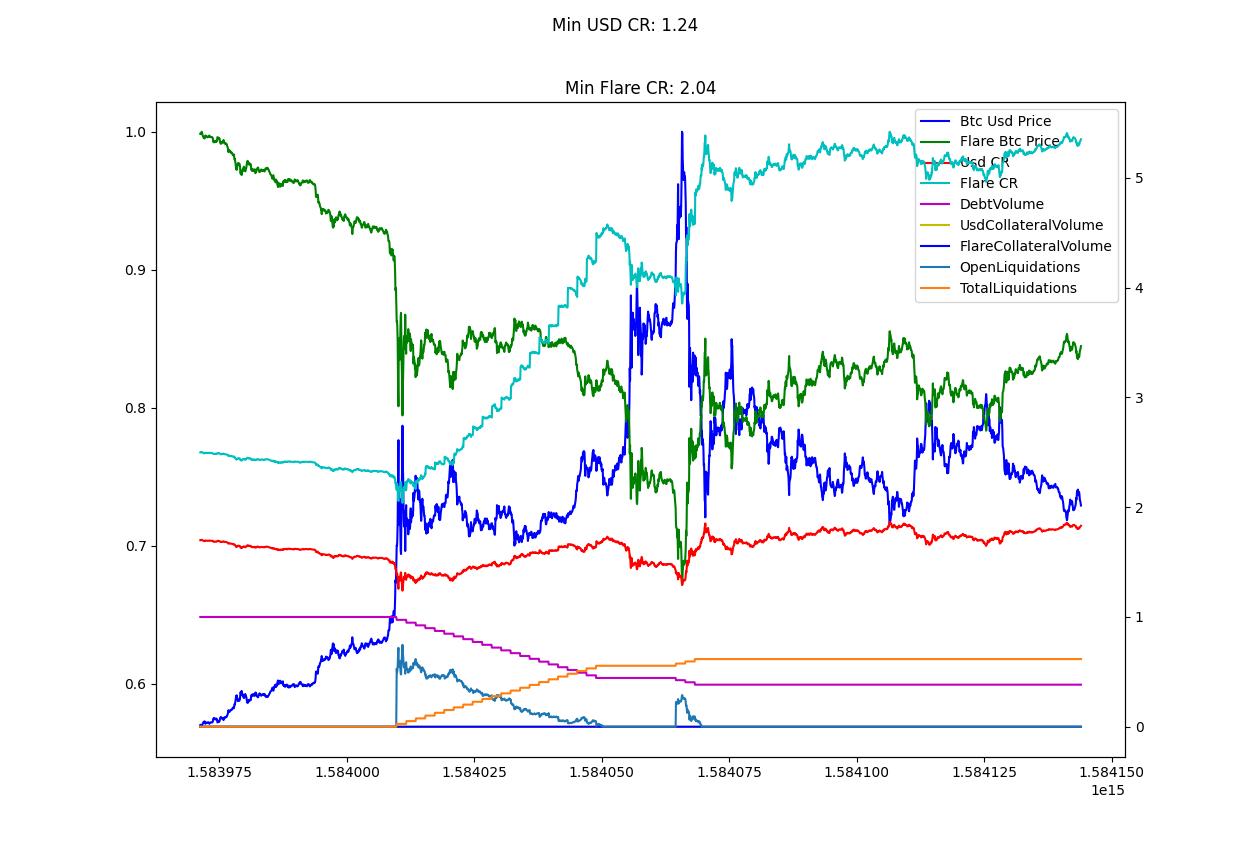 Min USD CR: 1.24
Min Flare CR: 2.04
1.0
0.9
0.8
0.7
0.6
5
4
3
2
1
0
Btc Usd Price
Flare Btc Price
Usd CR
Flare CR
DebtVolume
UsdCollateralVolume
FlareCollateralVolume
OpenLiquidations
TotalLiquidations
1.583975 1.584000 1.584025 1.584050 1.584075 1.584100 1.584125 1.584150
1e15